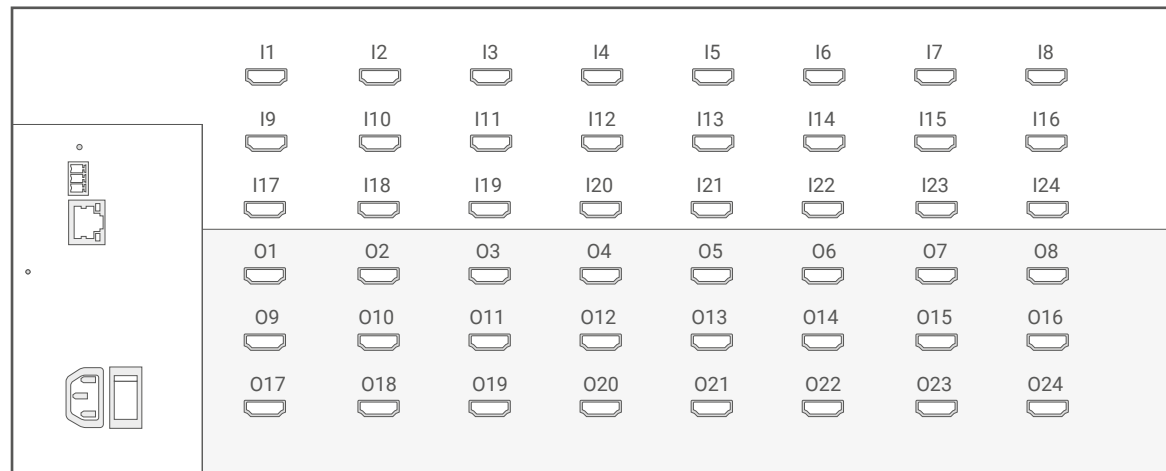 I1 I2 I3 I4 I5 I6 I7 I8
I9 I10 I11 I12 I13 I14 I15 I16
I17 I18 I19 I20 I21 I22 I23 I24
O1 O2 O3 O4 O5 O6 O7 O8
O9 O10 O11 O12 O13 O14 O15 O16
O17 O18 O19 O20 O21 O22 O23 O24